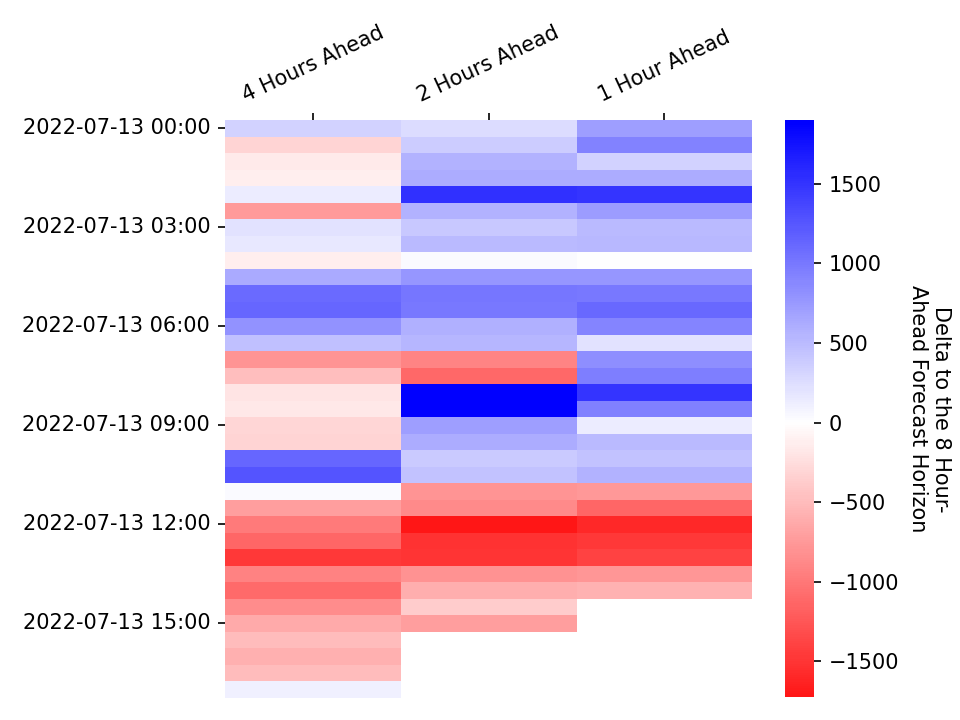 4 Hours Ahead
2 Hours Ahead
1 Hour Ahead
2022-07-13 00:00
2022-07-13 03:00
2022-07-13 06:00
2022-07-13 09:00
2022-07-13 12:00
2022-07-13 15:00
1500
1000
500
0
−500
−1000
−1500
Delta to the 8 Hour-
Ahead Forecast Horizon